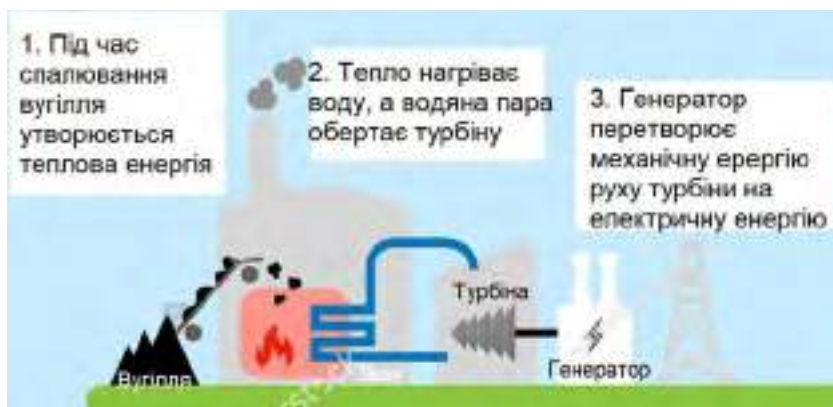 1. Під час
спалювання
вугілля
утворюється
теплова енергія
2. Тепло нагріває
воду, а водяна пара
обертає турбіну
3. Генератор
перетворює
механічну ерергію
руху турбіни на
електричну енергію
Турбіна
Вугілля
Генератор